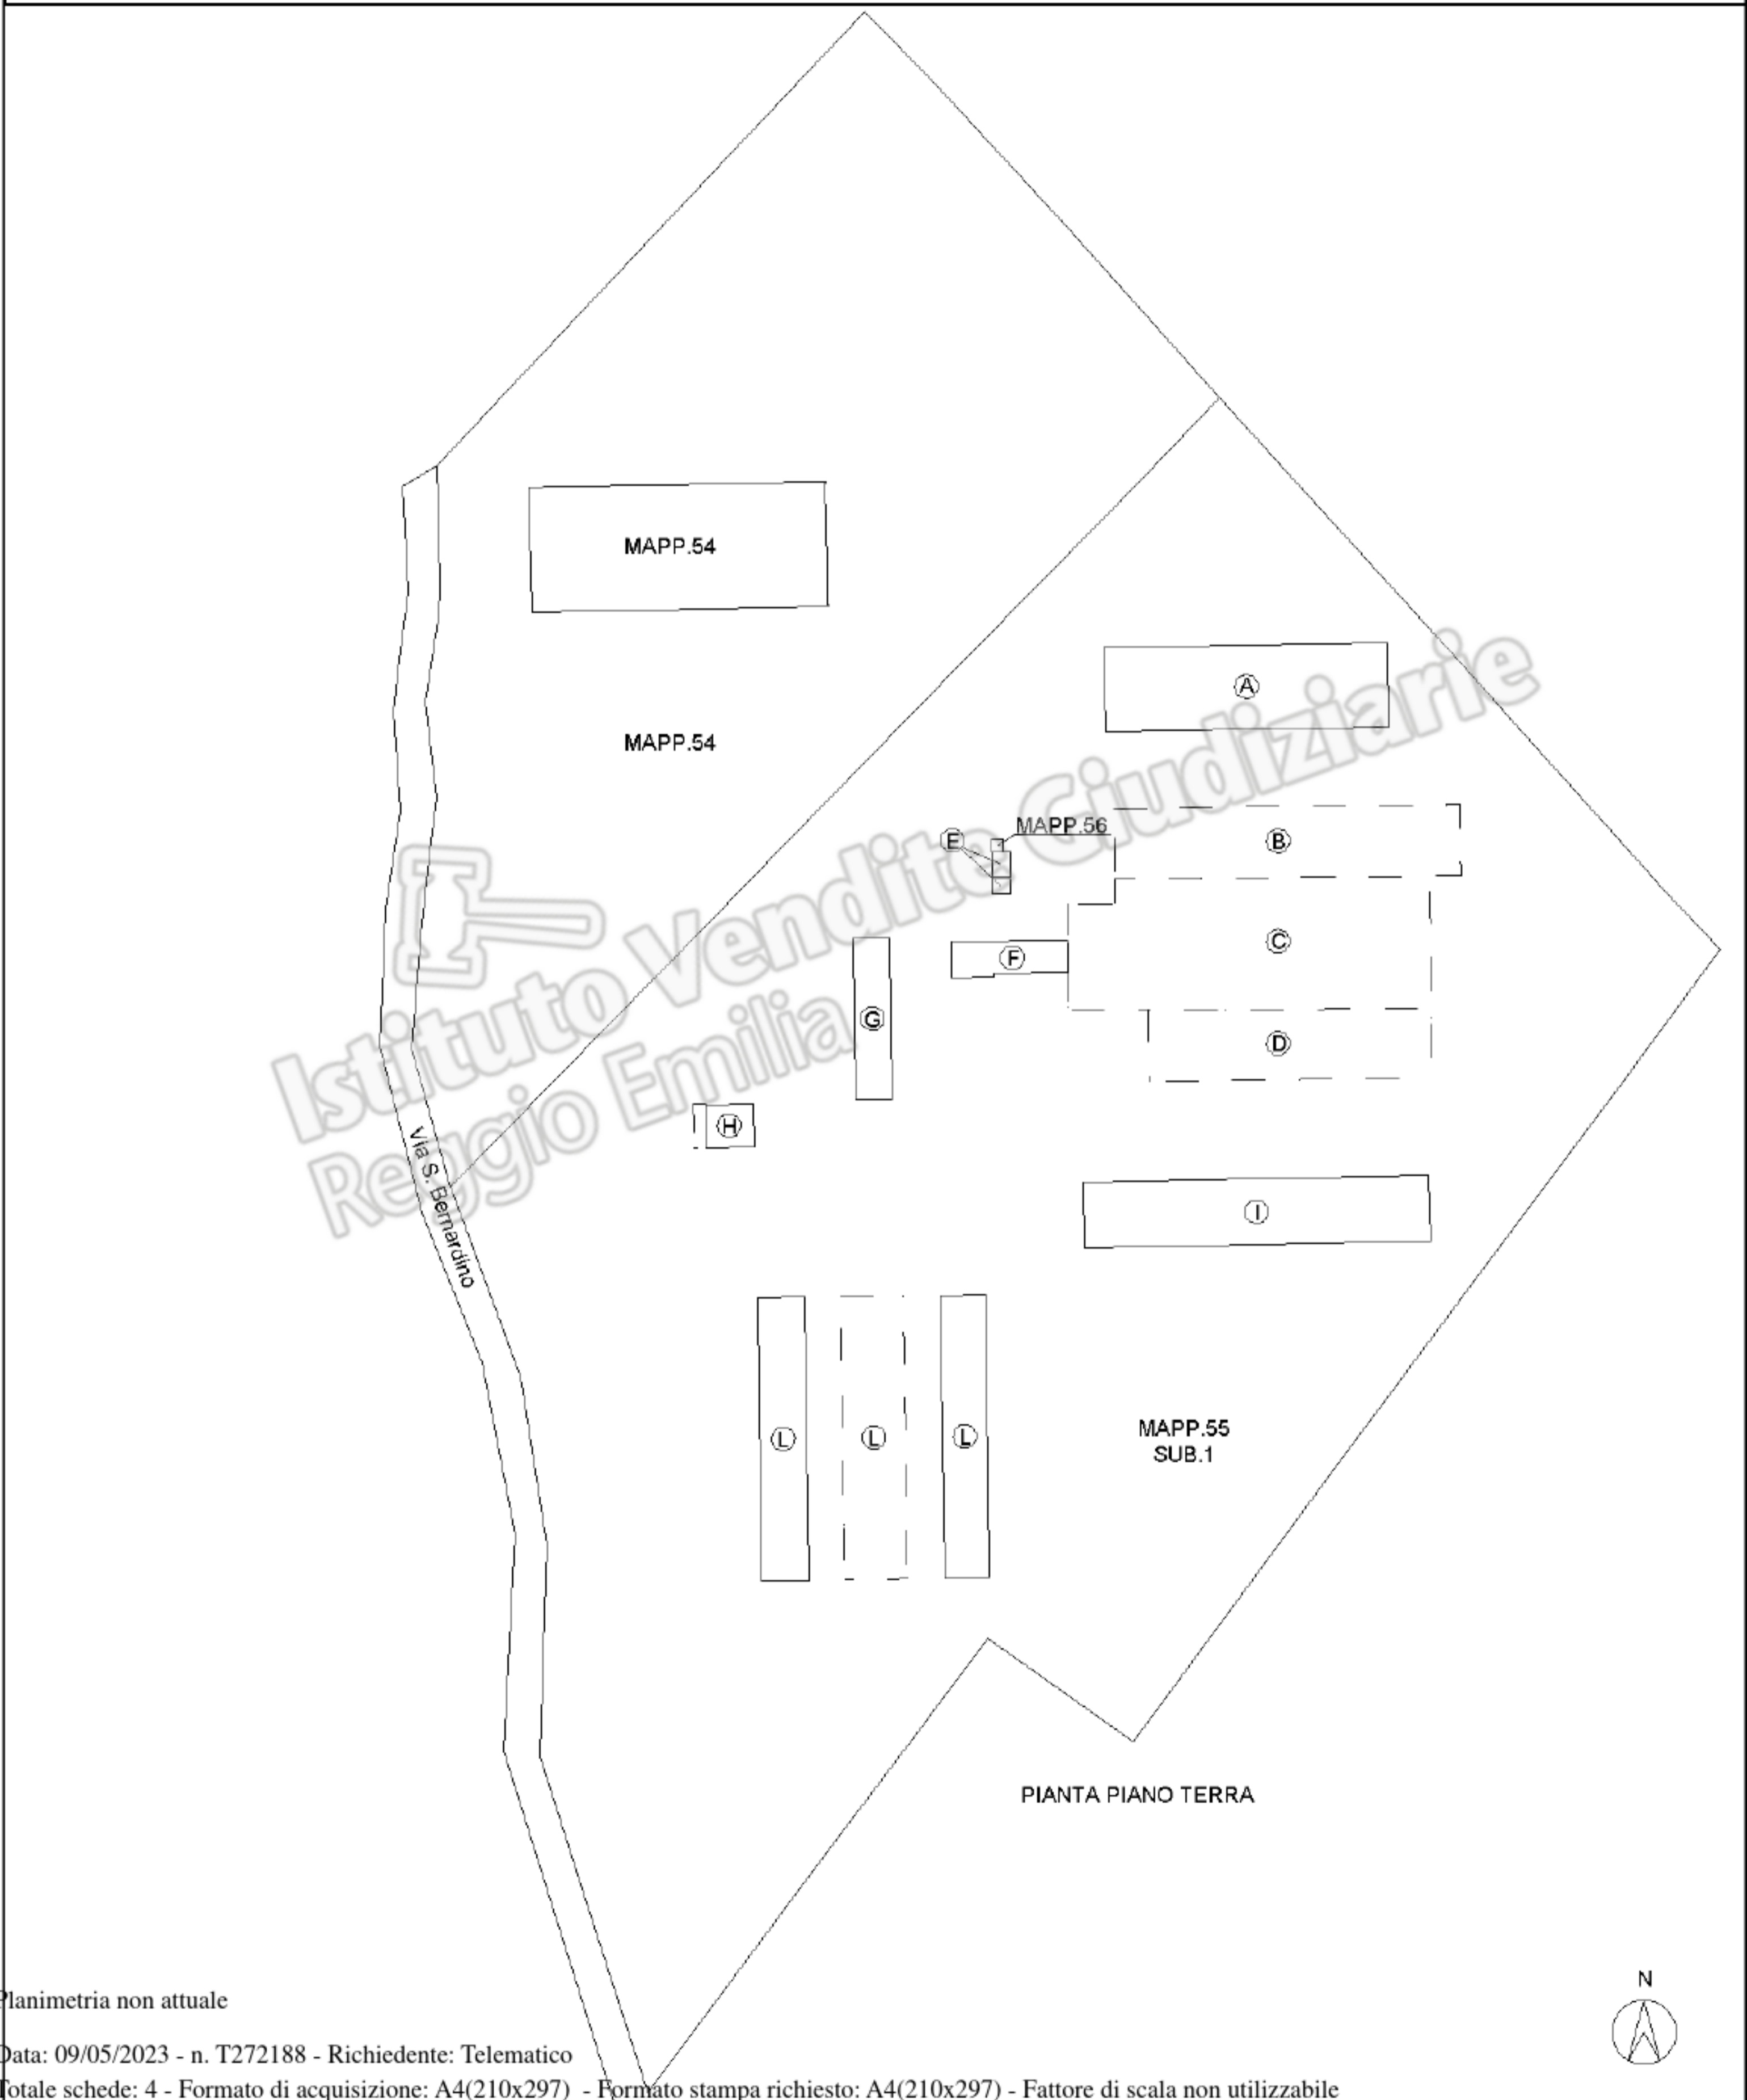 MAPP.54
MAPP.54
A
MAPP.56
E
B
C
F
G
D
H
I
Via S. Bernardino
L
L
L
MAPP.55
SUB.1
PIANTA PIANO TERRA
N
Istituto Vendite Giudiziarie
Reggio Emilia
Planimetria non attuale
Data: 09/05/2023 - n. T272188 - Richiedente: Telematico
Totale schede: 4 - Formato di acquisizione: A4(210x297) - Formato stampa richiesto: A4(210x297) - Fattore di scala non utilizzabile